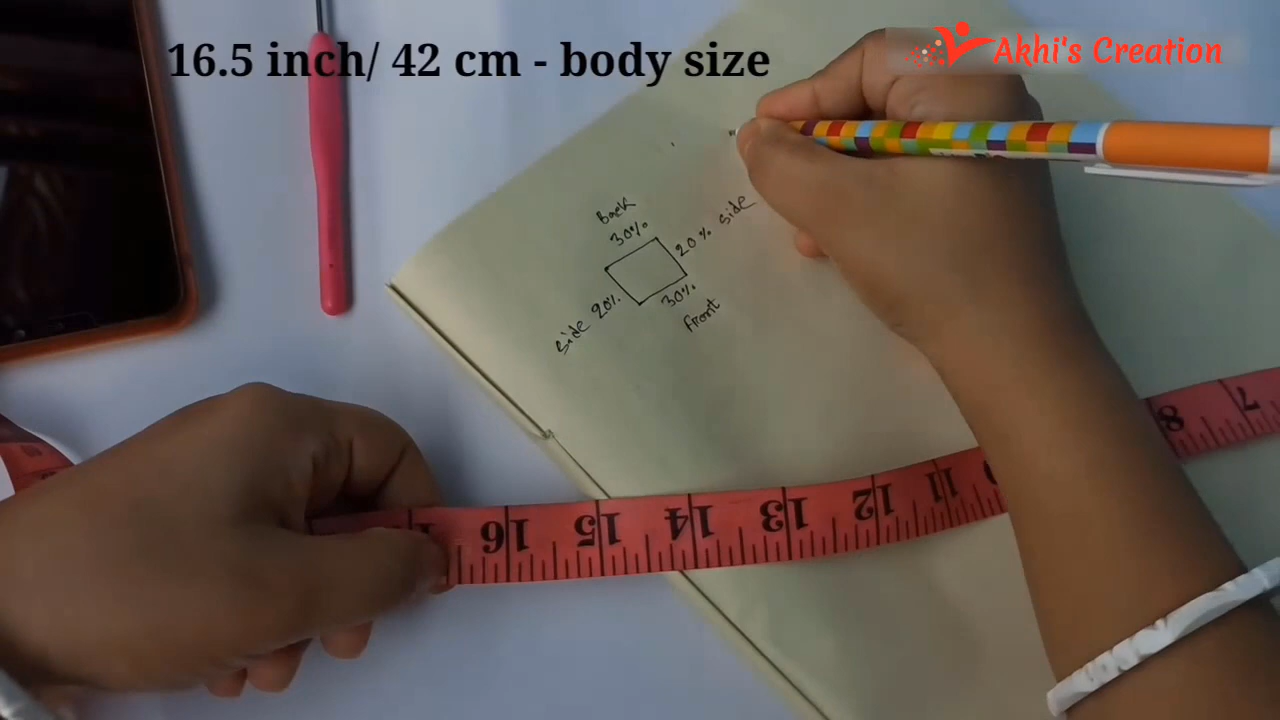 16.5 inch/ 42 cm - body size
Akhi's Creation
Back
30%
20% side
side 20%
30%
front
16 15 14 13 12 11 8 7